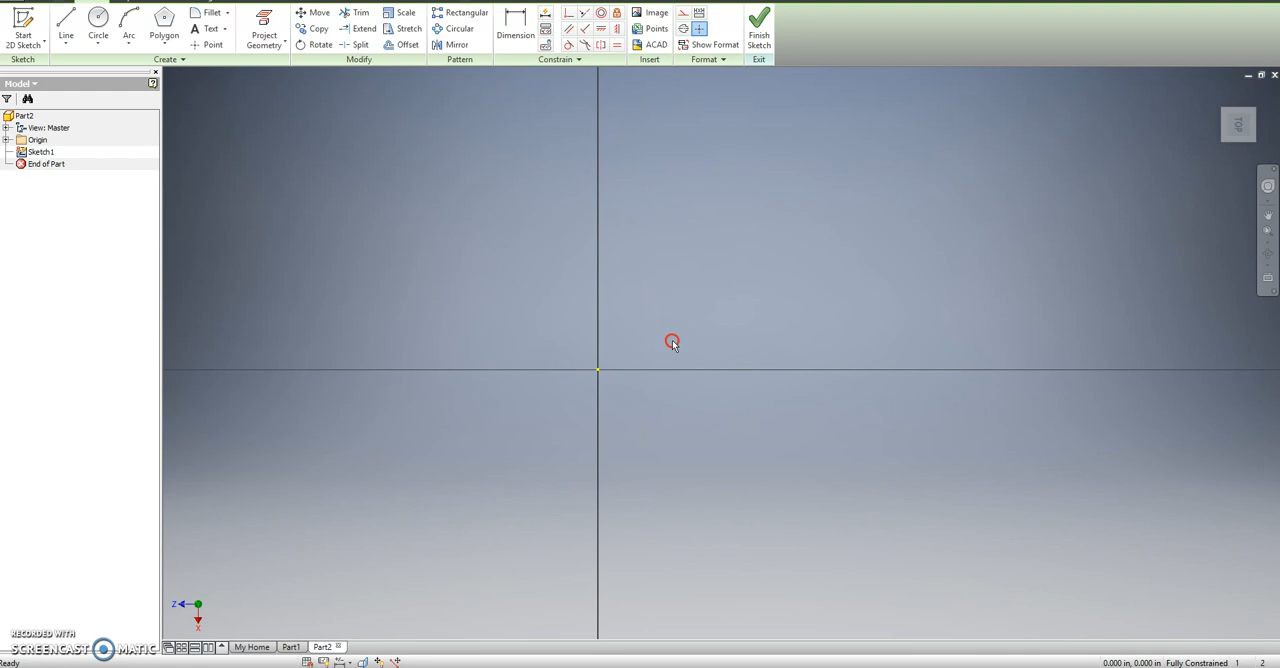 Fillet Move Trim Scale Rectangular Image
Start Line Circle Arc Polygon Text Project Copy Extend Stretch Circular Dimension Points Finish
2D Sketch Point Geometry Rotate Split Offset Mirror ACAD Show Format Sketch
Sketch Create Modify Pattern Constrain Insert Format Exit
Model
Part2
View: Master
Origin
Sketch1
End of Part
TOP
Z
X
RECORDED WITH
SCREENCAST MATIC
My Home Part1 Part2
Ready 0.000 in, 0.000 in Fully Constrained 1 2